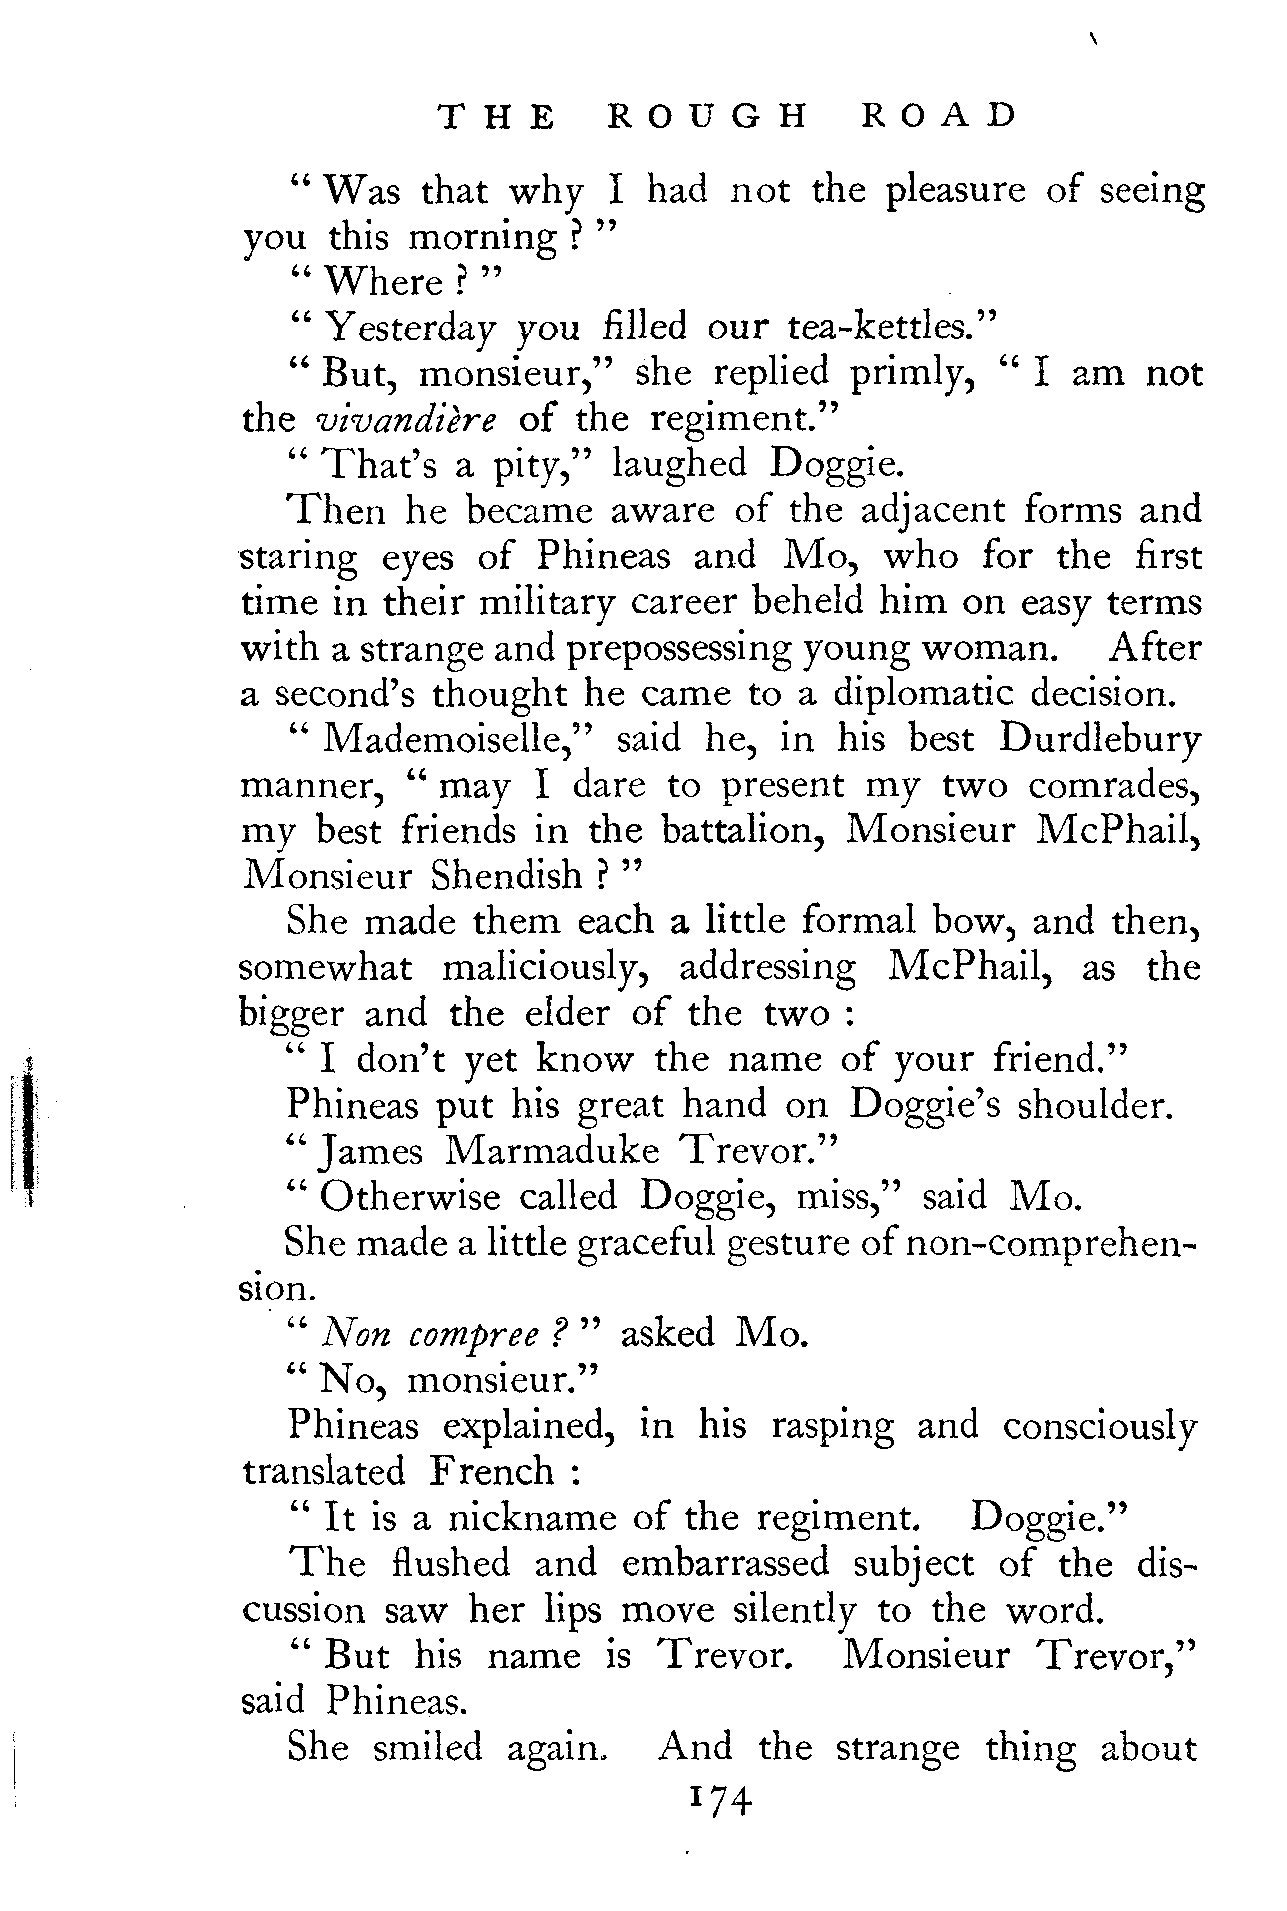 THE ROUGH ROAD
“ Was that why I had not the pleasure of seeing
you this morning ? ”
“ Where ? ”
“ Yesterday you filled our tea-kettles.”
“ But, monsieur,” she replied primly, “ I am not
the vivandière of the regiment.”
“ That’s a pity,” laughed Doggie.
Then he became aware of the adjacent forms and
staring eyes of Phineas and Mo, who for the first
time in their military career beheld him on easy terms
with a strange and prepossessing young woman. After
a second’s thought he came to a diplomatic decision.
“ Mademoiselle,” said he, in his best Durdlebury
manner, “ may I dare to present my two comrades,
my best friends in the battalion, Monsieur McPhail,
Monsieur Shendish ? ”
She made them each a little formal bow, and then,
somewhat maliciously, addressing McPhail, as the
bigger and the elder of the two :
“ I don’t yet know the name of your friend.”
Phineas put his great hand on Doggie’s shoulder.
“ James Marmaduke Trevor.”
“ Otherwise called Doggie, miss,” said Mo.
She made a little graceful gesture of non-comprehen-
sion.
“ Non compree ? ” asked Mo.
“ No, monsieur.”
Phineas explained, in his rasping and consciously
translated French :
“ It is a nickname of the regiment. Doggie.”
The flushed and embarrassed subject of the dis-
cussion saw her lips move silently to the word.
“ But his name is Trevor. Monsieur Trevor,”
said Phineas.
She smiled again. And the strange thing about
174